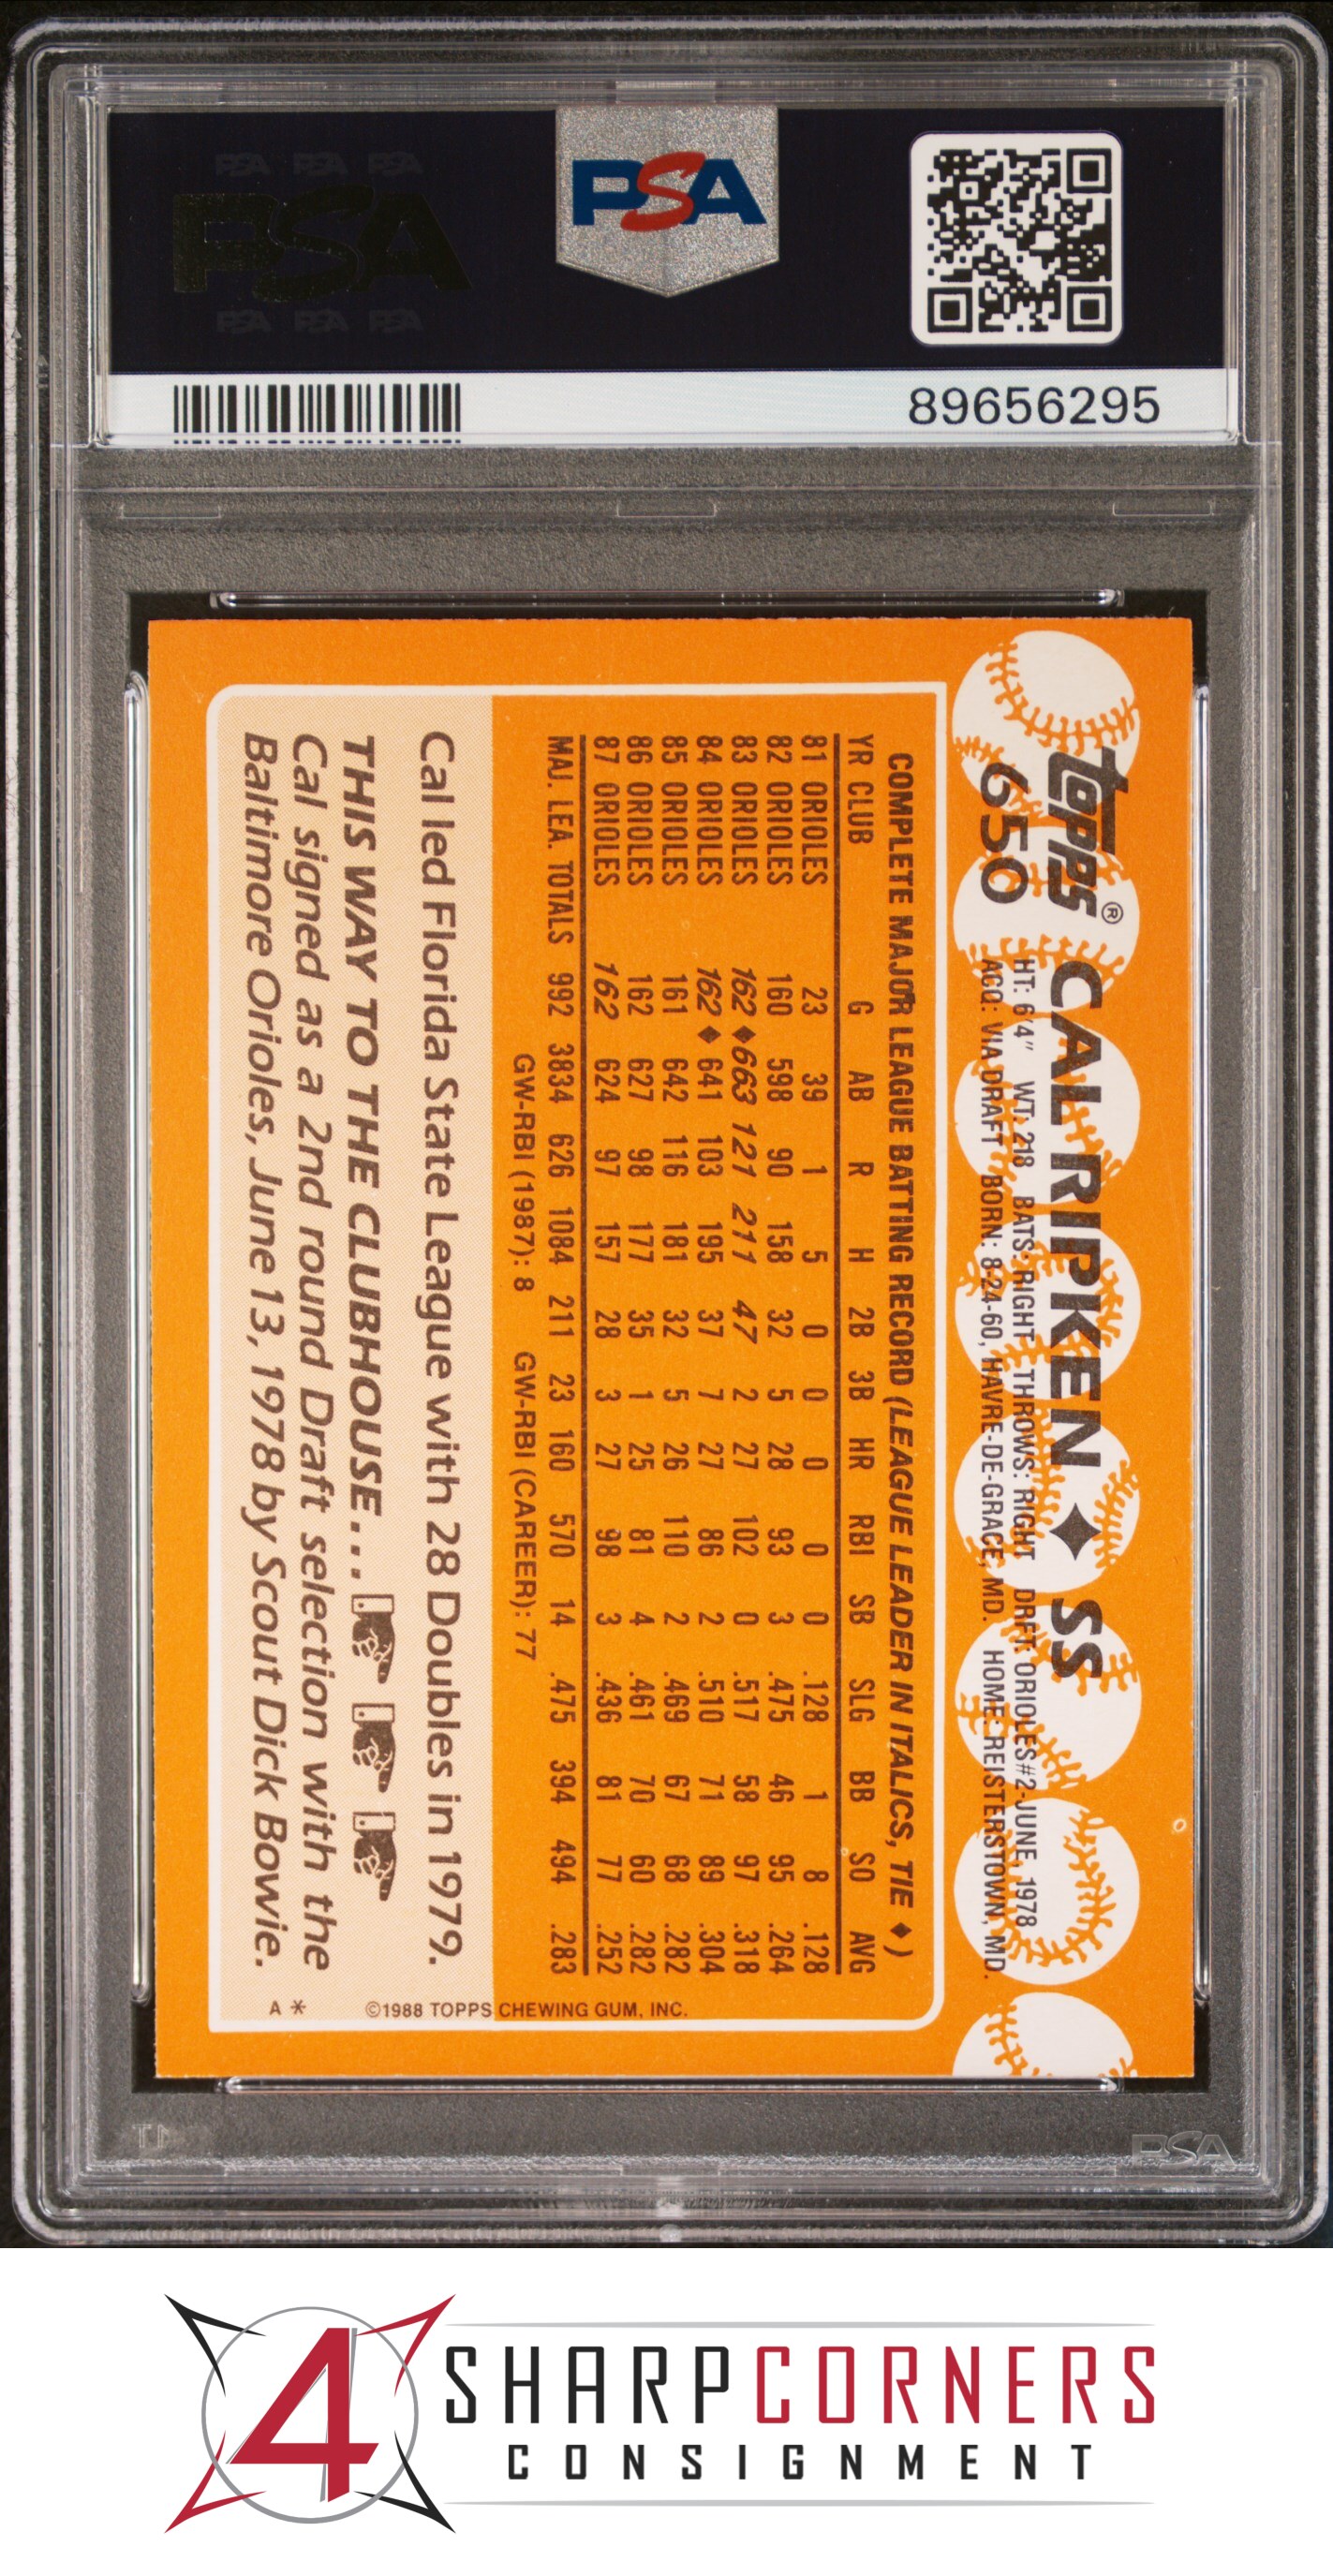 PSA PSA PSA
PSA
PSA PSA PSA
PSA
89656295
Topps®
650
CAL RIPKEN ♦ SS
HT: 6'4" WT: 218 BATS: RIGHT THROWS: RIGHT DRFT: ORIOLES#2-JUNE, 1978
ACQ: VIA DRAFT BORN: 8-24-60, HAVRE-DE-GRACE, MD. HOME: REISTERSTOWN, MD.
COMPLETE MAJOR LEAGUE BATTING RECORD (LEAGUE LEADER IN ITALICS, TIE ♦)
YR CLUB G AB R H 2B 3B HR RBI SB SLG BB SO AVG
81 ORIOLES 23 39 1 5 0 0 0 0 0 .128 1 8 .128
82 ORIOLES 160 598 90 158 32 5 28 93 3 .475 46 95 .264
83 ORIOLES 162 ♦ 663 121 211 47 2 27 102 0 .517 58 97 .318
84 ORIOLES 162 ♦ 641 103 195 37 7 27 86 2 .510 71 89 .304
85 ORIOLES 161 642 116 181 32 5 26 110 2 .469 67 68 .282
86 ORIOLES 162 627 98 177 35 1 25 81 4 .461 70 60 .282
87 ORIOLES 162 624 97 157 28 3 27 98 3 .436 81 77 .252
MAJ. LEA. TOTALS 992 3834 626 1084 211 23 160 570 14 .475 394 494 .283
GW-RBI (1987): 8 GW-RBI (CAREER): 77
Cal led Florida State League with 28 Doubles in 1979.
THIS WAY TO THE CLUBHOUSE...
Cal signed as a 2nd round Draft selection with the
Baltimore Orioles, June 13, 1978 by Scout Dick Bowie.
©1988 TOPPS CHEWING GUM, INC.
A *
PSA
4
SHARPCORNERS
CONSIGNMENT